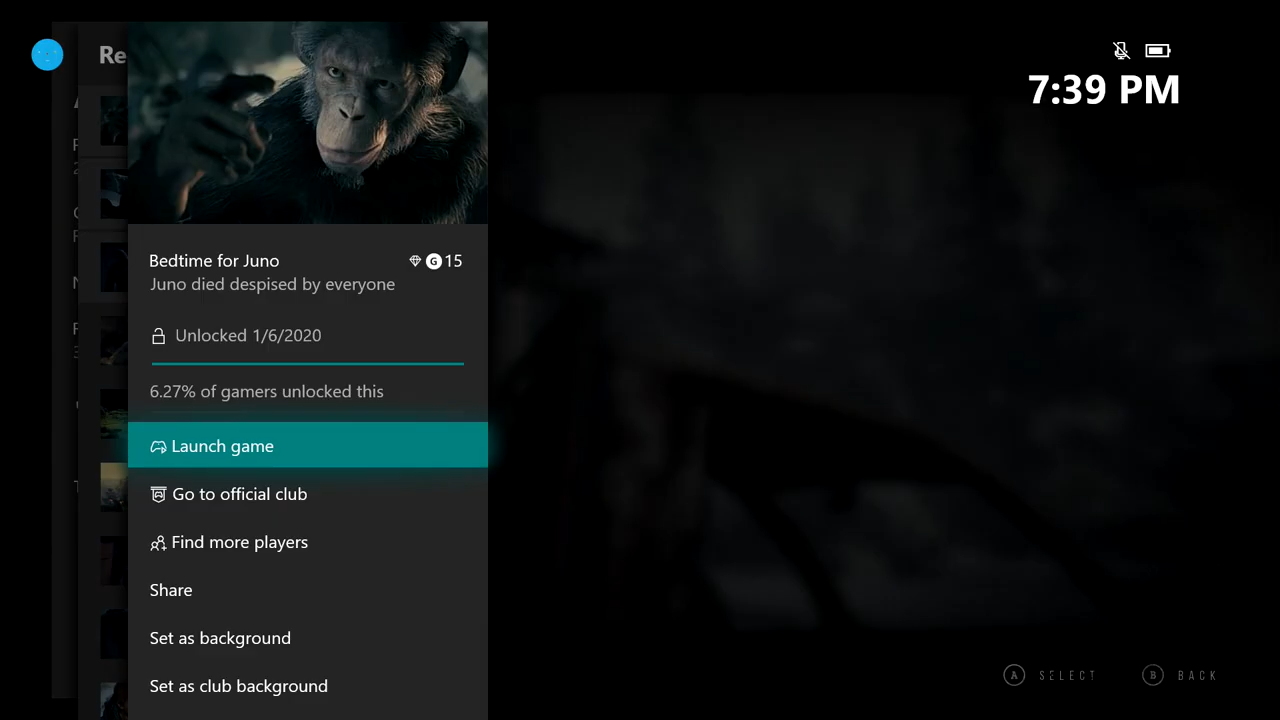 Re
7:39 PM
Bedtime for Juno
G 15
Juno died despised by everyone
Unlocked 1/6/2020
6.27% of gamers unlocked this
Launch game
Go to official club
Find more players
Share
Set as background
Set as club background
A SELECT
B BACK